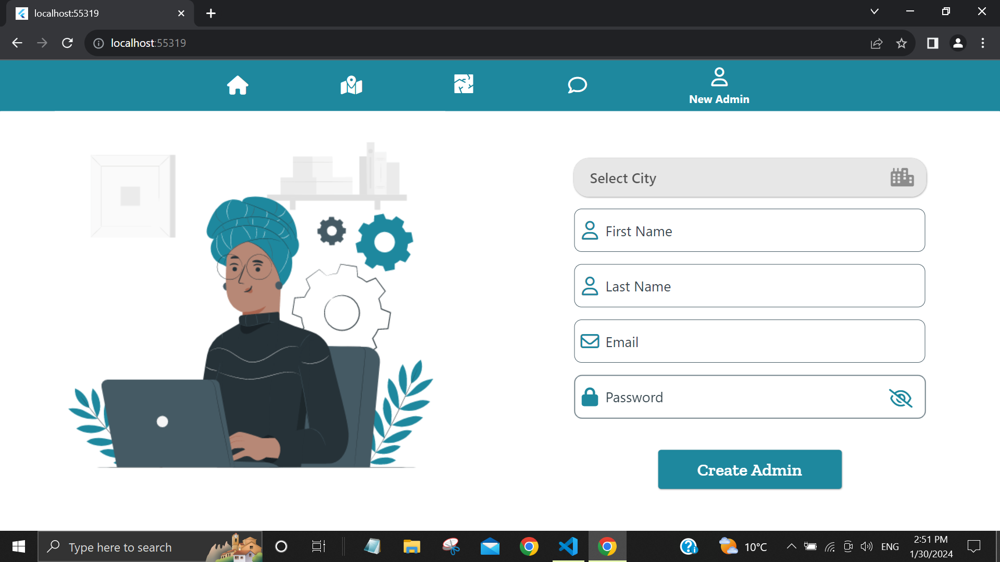 localhost:55319
localhost:55319
New Admin
Select City
First Name
Last Name
Email
Password
Create Admin
Type here to search
10°C
ENG
2:51 PM
1/30/2024